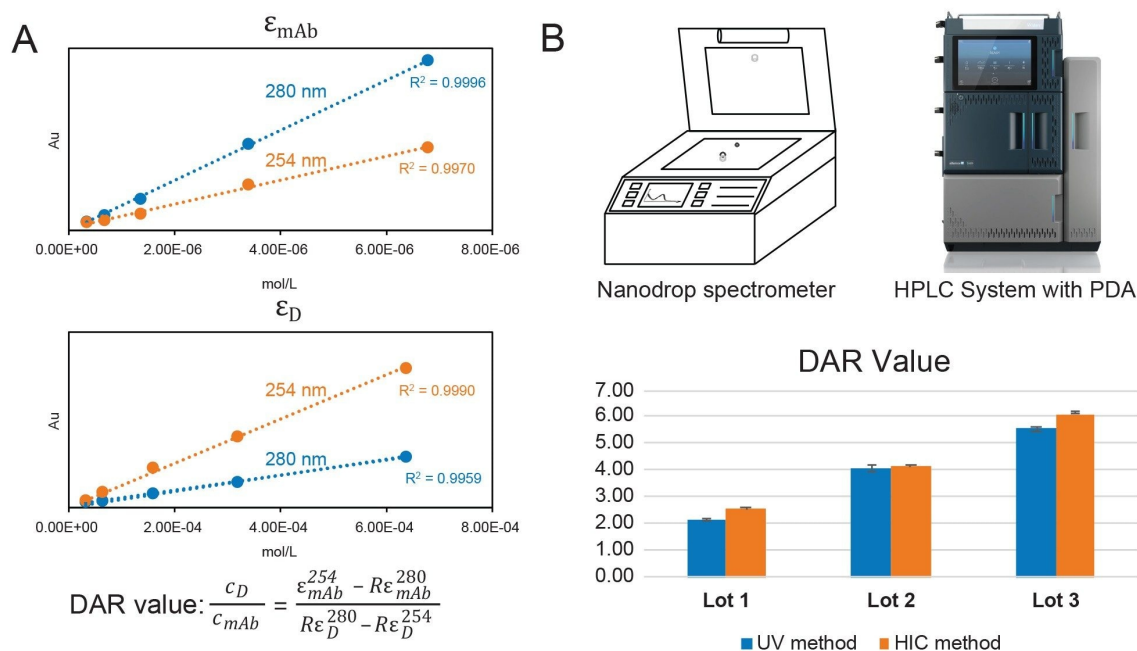 A
ε_mAb
Au
280 nm
R² = 0.9996
254 nm
R² = 0.9970
0.00E+00 2.00E-06 4.00E-06 6.00E-06 8.00E-06
mol/L
ε_D
Au
254 nm
R² = 0.9990
280 nm
R² = 0.9959
0.00E+00 2.00E-04 4.00E-04 6.00E-04 8.00E-04
mol/L
DAR value: c_D / c_mAb = (ε_mAb^254 − Rε_mAb^280) / (Rε_D^280 − Rε_D^254)
B
Nanodrop spectrometer
HPLC System with PDA
DAR Value
7.00
6.00
5.00
4.00
3.00
2.00
1.00
0.00
Lot 1 Lot 2 Lot 3
UV method HIC method